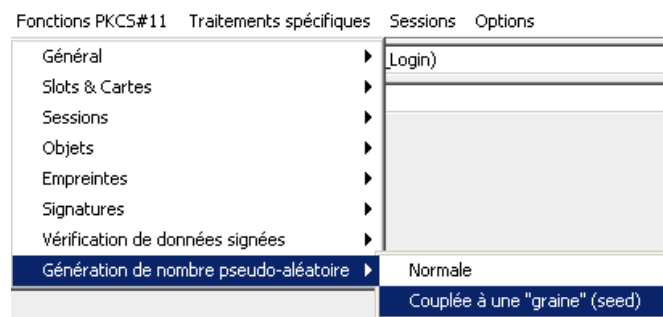 Fonctions PKCS#11 Traitements spécifiques Sessions Options
Général
_Login)
Slots & Cartes
Sessions
Objets
Empreintes
Signatures
Vérification de données signées
Génération de nombre pseudo-aléatoire
Normale
Couplée à une "graine" (seed)